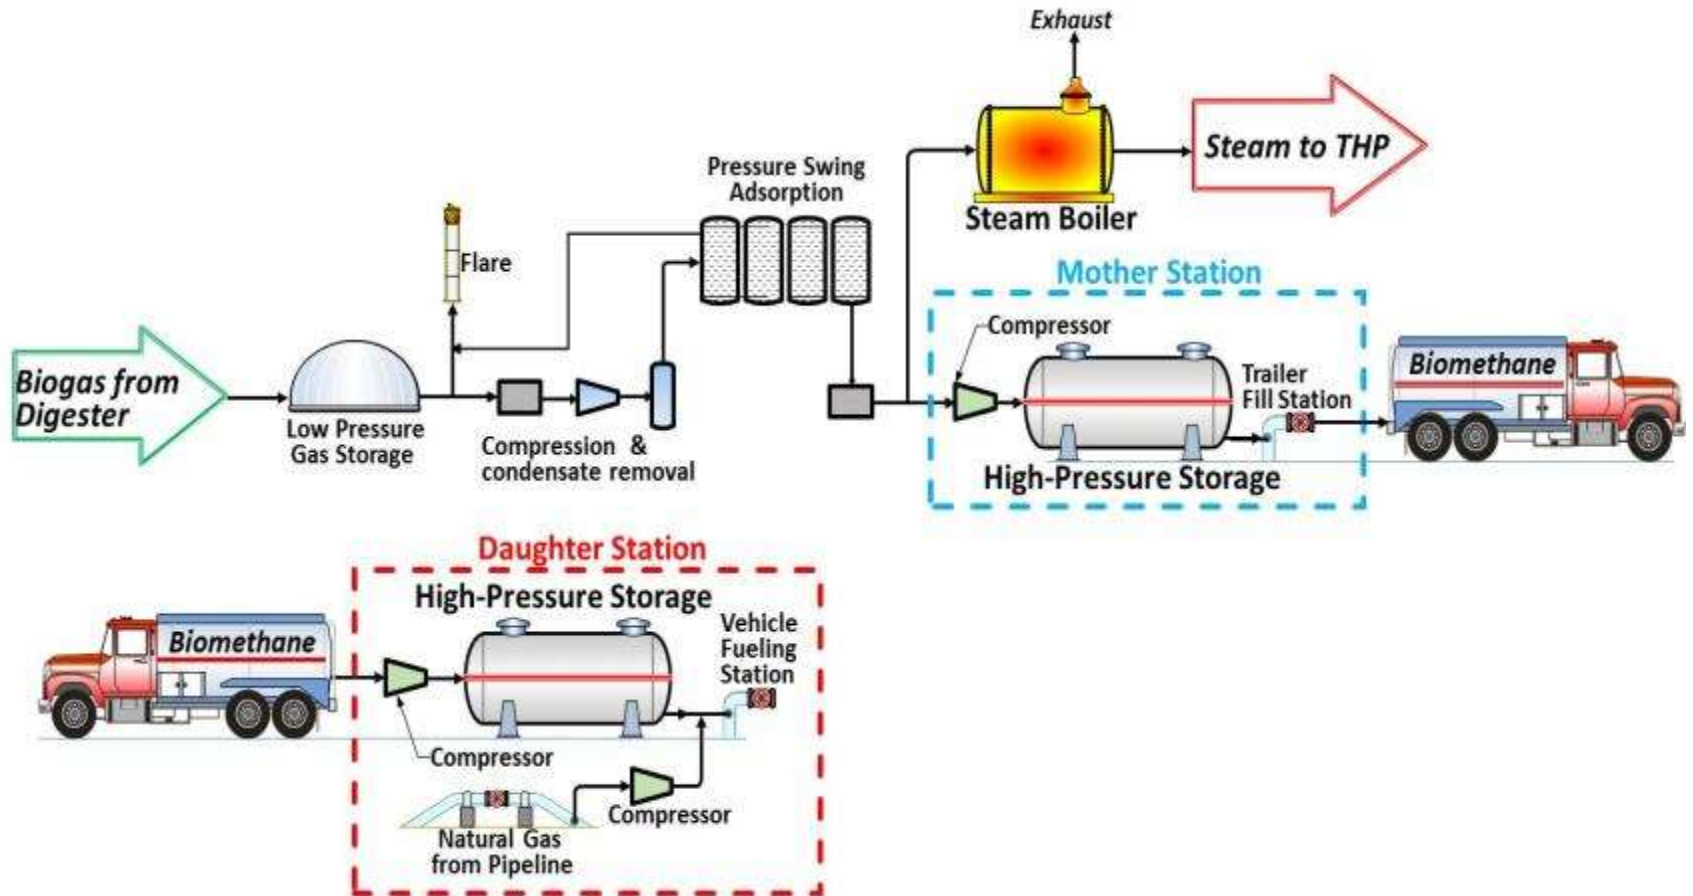 Exhaust
Steam to THP
Pressure Swing
Adsorption
Steam Boiler
Flare
Mother Station
Compressor
Biogas from
Digester
Low Pressure
Gas Storage
Compression &
condensate removal
Trailer
Fill Station
High-Pressure Storage
Biomethane
Daughter Station
High-Pressure Storage
Biomethane
Vehicle
Fueling
Station
Compressor
Compressor
Natural Gas
from Pipeline